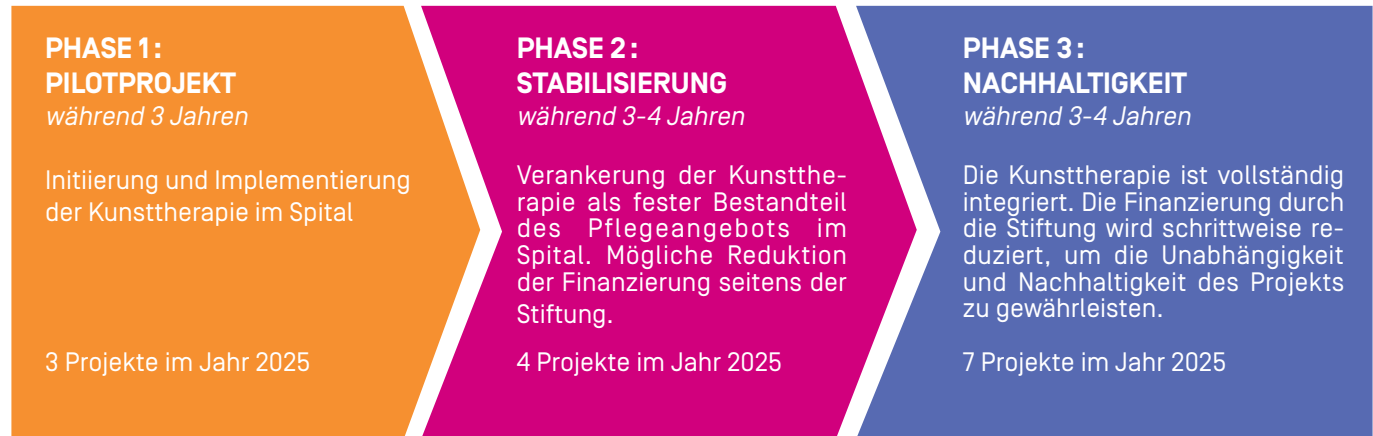 PHASE 1 :
PILOTPROJEKT
während 3 Jahren
Initiierung und Implementierung
der Kunsttherapie im Spital
3 Projekte im Jahr 2025
PHASE 2 :
STABILISIERUNG
während 3-4 Jahren
Verankerung der Kunstthe-
rapie als fester Bestandteil
des Pflegeangebots im
Spital. Mögliche Reduktion
der Finanzierung seitens der
Stiftung.
4 Projekte im Jahr 2025
PHASE 3 :
NACHHALTIGKEIT
während 3-4 Jahren
Die Kunsttherapie ist vollständig
integriert. Die Finanzierung durch
die Stiftung wird schrittweise re-
duziert, um die Unabhängigkeit
und Nachhaltigkeit des Projekts
zu gewährleisten.
7 Projekte im Jahr 2025